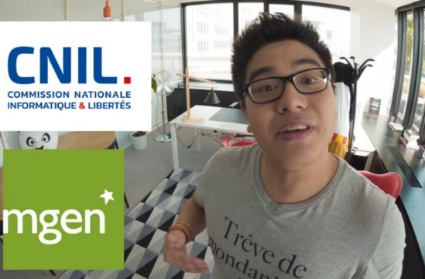 CNIL.
COMMISSION NATIONALE
INFORMATIQUE & LIBERTÉS
mgen
Trêve de